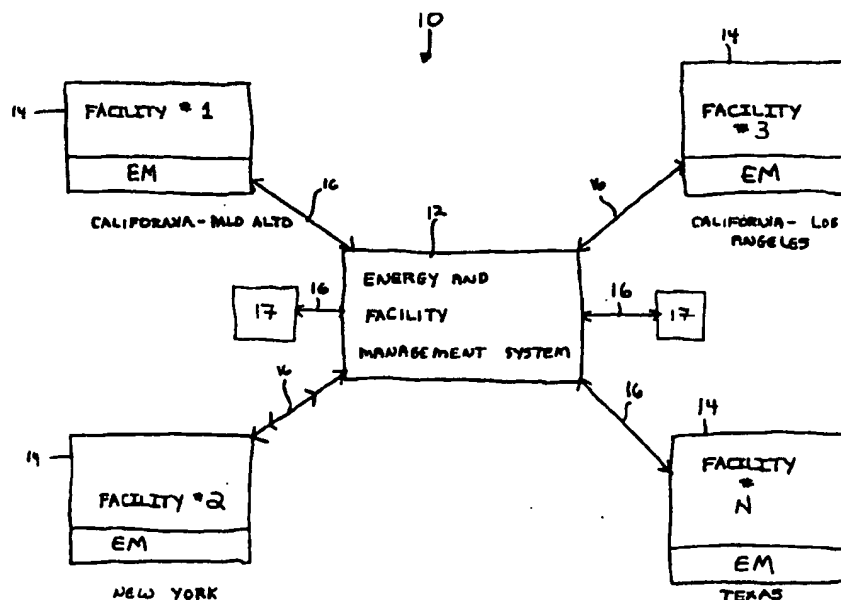 10
14
FACILITY # 1
EM
CALIFORNIA-PALO ALTO
16
14
FACILITY
# 3
EM
CALIFORNIA- LOS
ANGELES
16
12
ENERGY AND
FACILITY
MANAGEMENT SYSTEM
16
17
16
17
16
14
FACILITY #2
EM
NEW YORK
16
14
FACILITY
#
N
EM
TEXAS